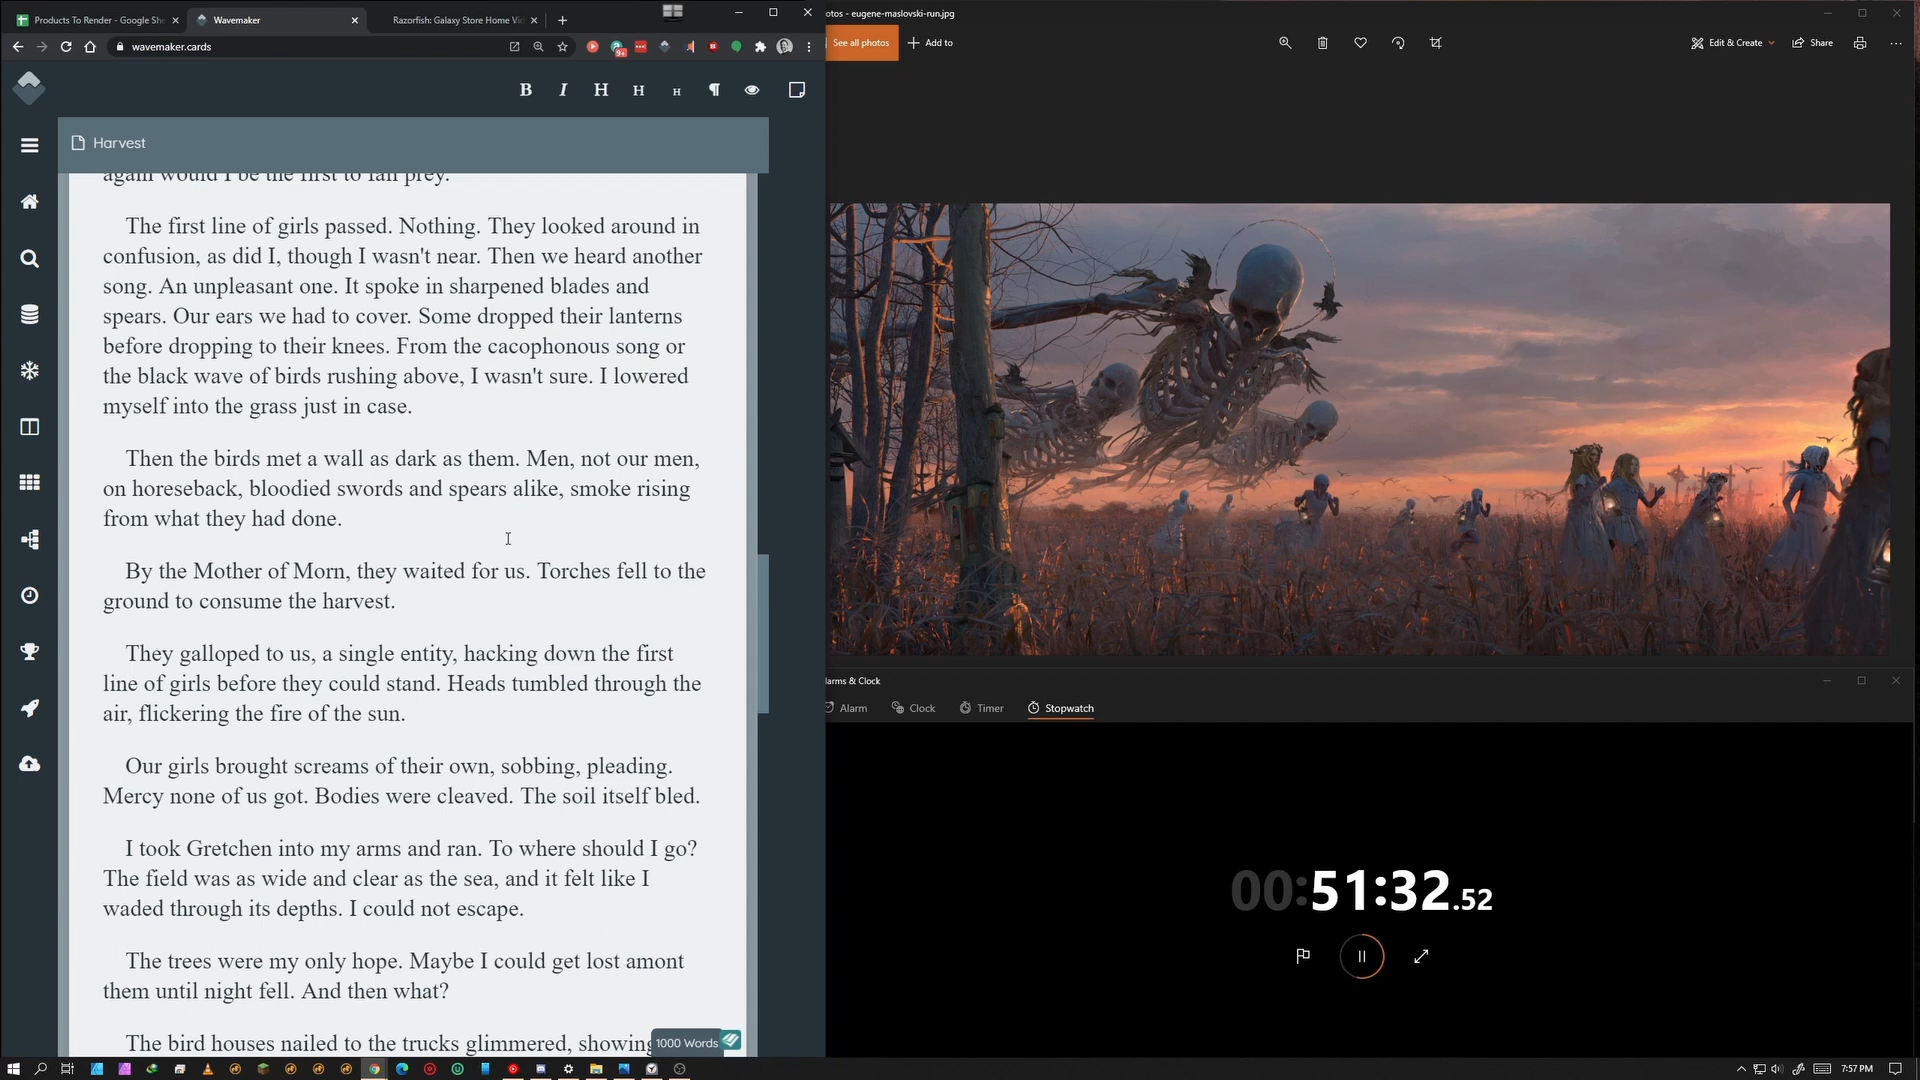 Products To Render - Google She
Wavemaker
Razorfish: Galaxy Store Home Vi
wavemaker.cards
9+
B I H H H ¶
Harvest
again would I be the first to fall prey.
The first line of girls passed. Nothing. They looked around in
confusion, as did I, though I wasn't near. Then we heard another
song. An unpleasant one. It spoke in sharpened blades and
spears. Our ears we had to cover. Some dropped their lanterns
before dropping to their knees. From the cacophonous song or
the black wave of birds rushing above, I wasn't sure. I lowered
myself into the grass just in case.
Then the birds met a wall as dark as them. Men, not our men,
on horeseback, bloodied swords and spears alike, smoke rising
from what they had done.
By the Mother of Morn, they waited for us. Torches fell to the
ground to consume the harvest.
They galloped to us, a single entity, hacking down the first
line of girls before they could stand. Heads tumbled through the
air, flickering the fire of the sun.
Our girls brought screams of their own, sobbing, pleading.
Mercy none of us got. Bodies were cleaved. The soil itself bled.
I took Gretchen into my arms and ran. To where should I go?
The field was as wide and clear as the sea, and it felt like I
waded through its depths. I could not escape.
The trees were my only hope. Maybe I could get lost amont
them until night fell. And then what?
The bird houses nailed to the trucks glimmered, showing
1000 Words
otos - eugene-maslovski-run.jpg
See all photos
Add to
Edit & Create
Share
larms & Clock
Alarm
Clock
Timer
Stopwatch
00:51:32.52
7:57 PM